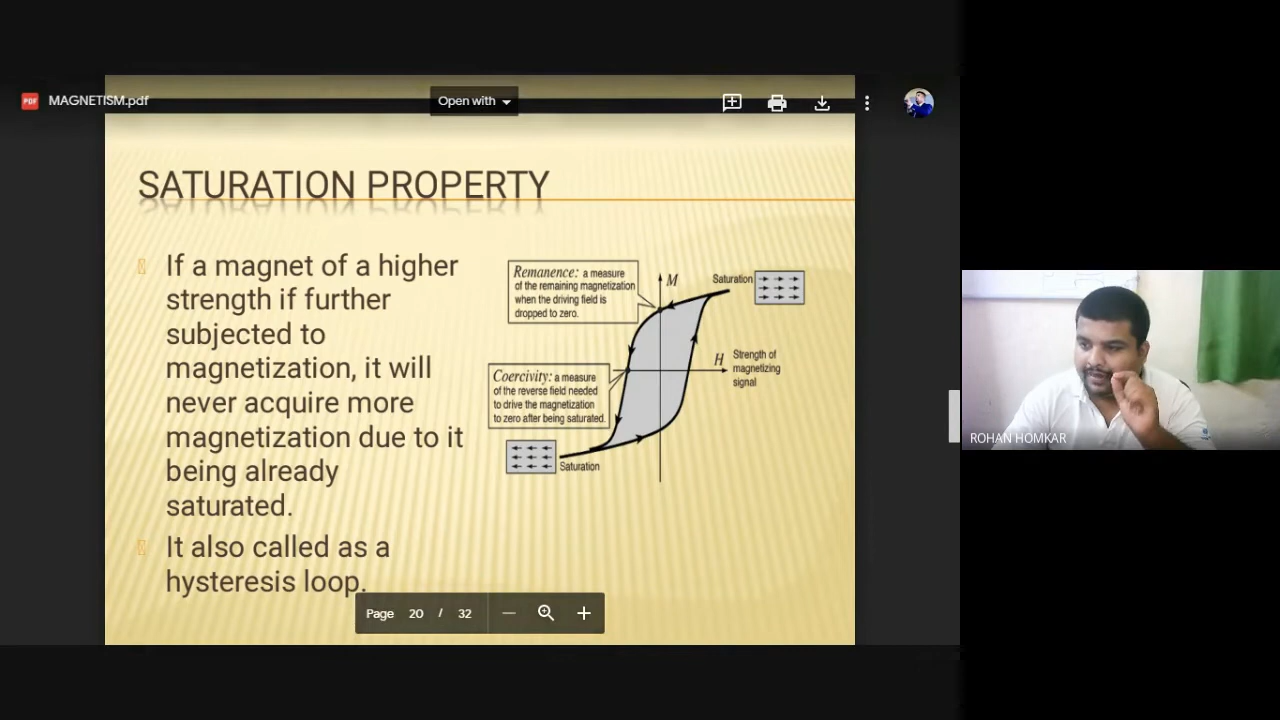 PDF MAGNETISM.pdf
Open with
SATURATION PROPERTY
If a magnet of a higher
strength if further
subjected to
magnetization, it will
never acquire more
magnetization due to it
being already
saturated.
It also called as a
hysteresis loop.
Remanence: a measure
of the remaining magnetization
when the driving field is
dropped to zero.
M
Saturation
H
Strength of
magnetizing
signal
Coercivity: a measure
of the reverse field needed
to drive the magnetization
to zero after being saturated.
Saturation
Page 20 / 32
ROHAN HOMKAR